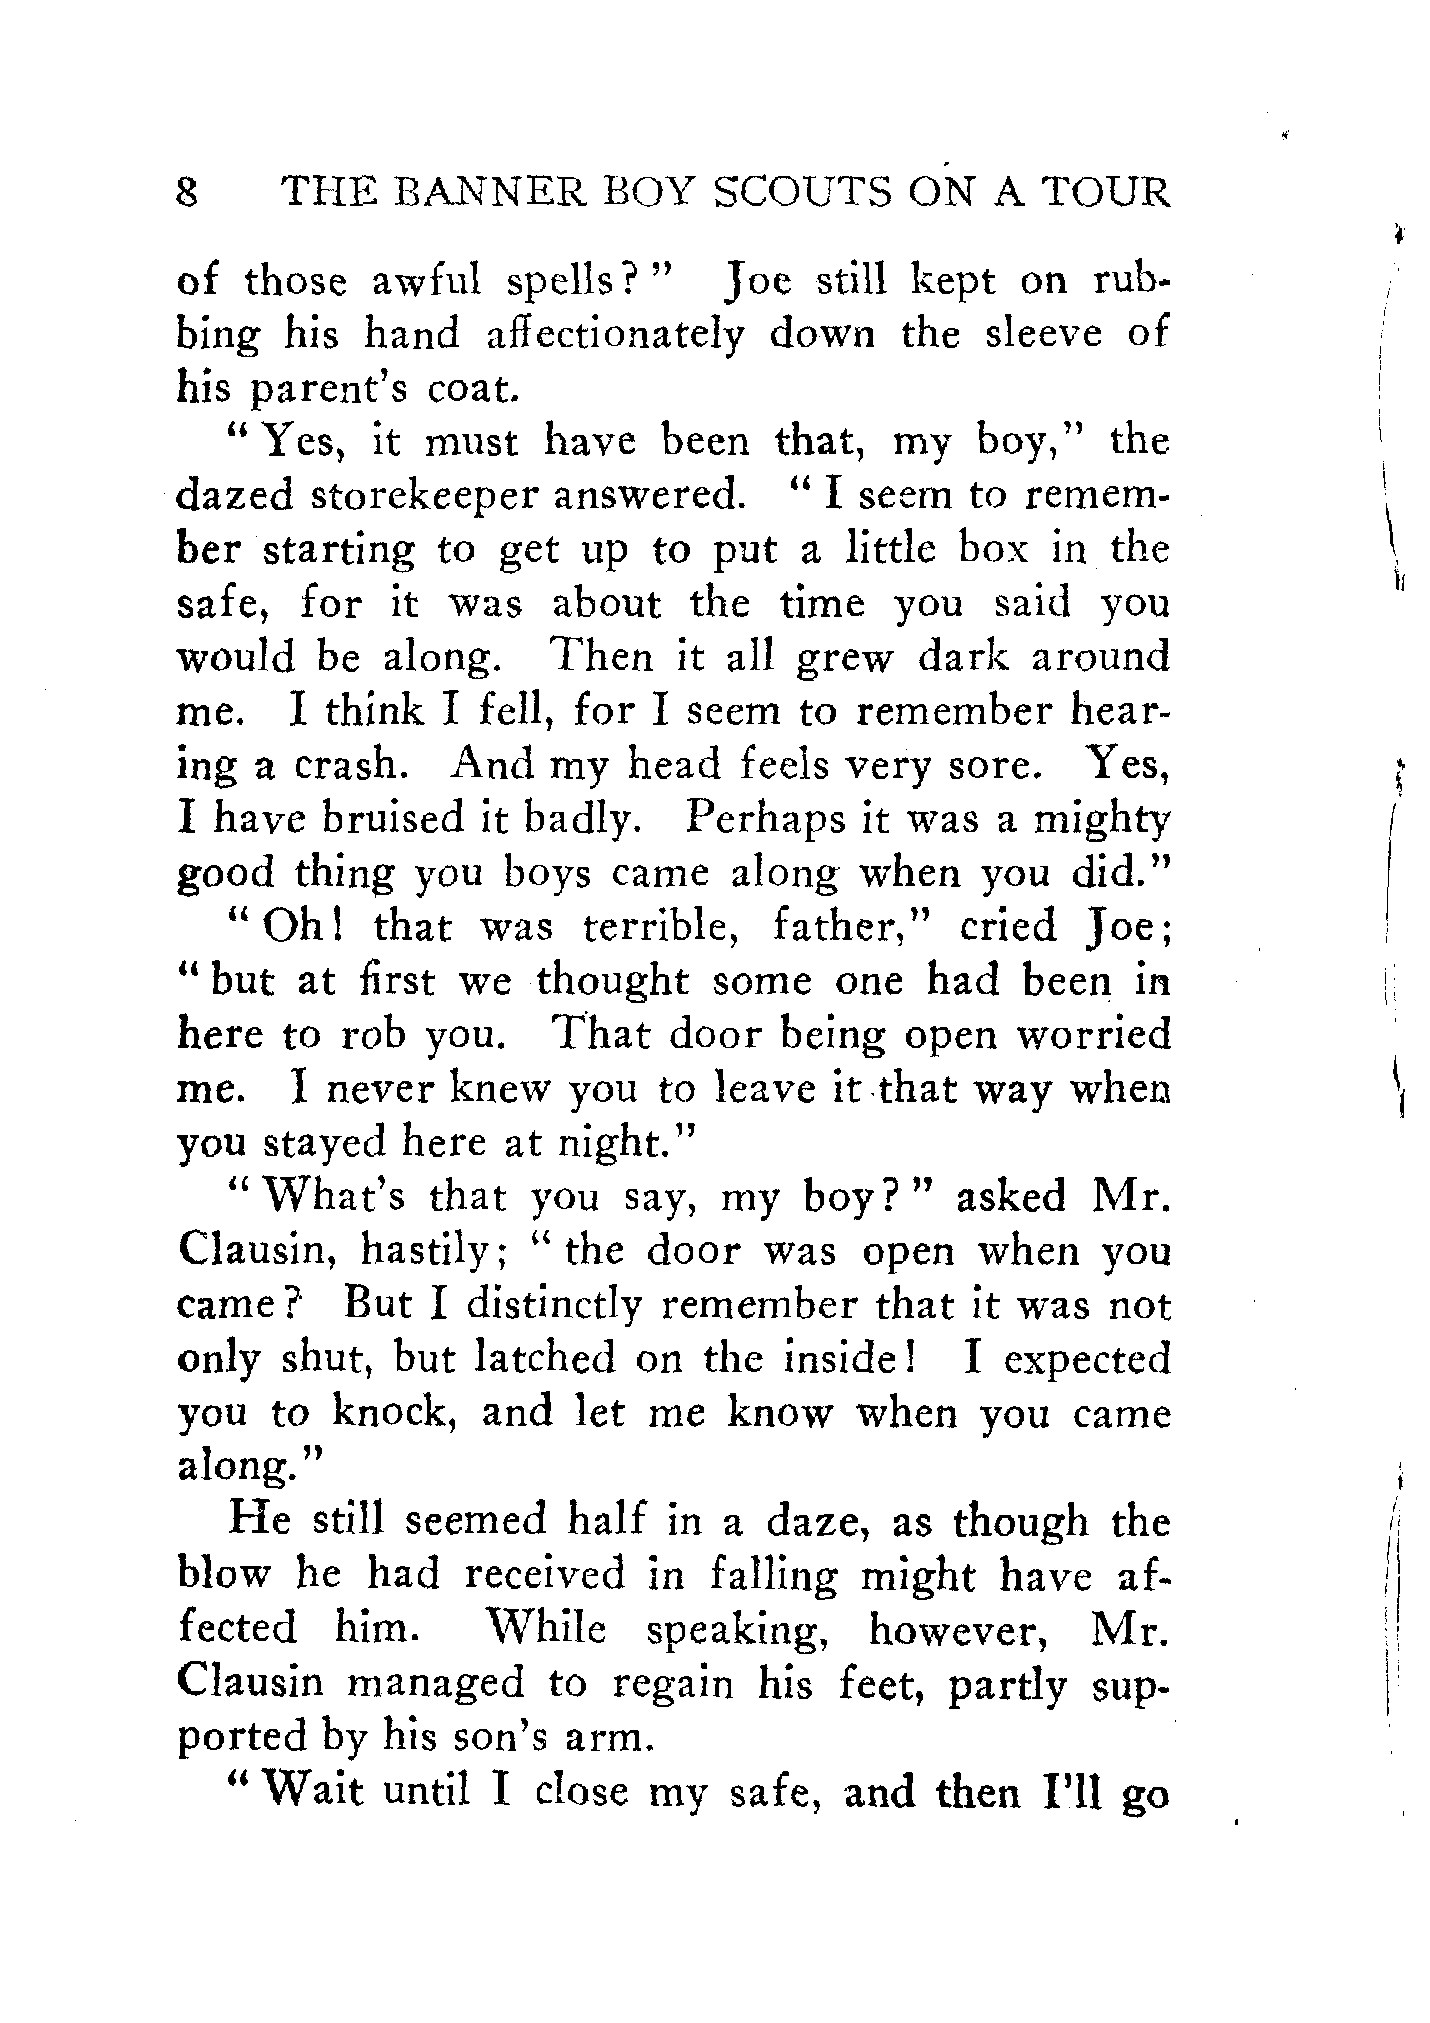 8 THE BANNER BOY SCOUTS ON A TOUR
of those awful spells?" Joe still kept on rub-
bing his hand affectionately down the sleeve of
his parent's coat.
"Yes, it must have been that, my boy," the
dazed storekeeper answered. "I seem to remem-
ber starting to get up to put a little box in the
safe, for it was about the time you said you
would be along. Then it all grew dark around
me. I think I fell, for I seem to remember hear-
ing a crash. And my head feels very sore. Yes,
I have bruised it badly. Perhaps it was a mighty
good thing you boys came along when you did."
"Oh! that was terrible, father," cried Joe;
"but at first we thought some one had been in
here to rob you. That door being open worried
me. I never knew you to leave it that way when
you stayed here at night."
"What's that you say, my boy?" asked Mr.
Clausin, hastily; "the door was open when you
came? But I distinctly remember that it was not
only shut, but latched on the inside! I expected
you to knock, and let me know when you came
along."
He still seemed half in a daze, as though the
blow he had received in falling might have af-
fected him. While speaking, however, Mr.
Clausin managed to regain his feet, partly sup-
ported by his son's arm.
"Wait until I close my safe, and then I'll go